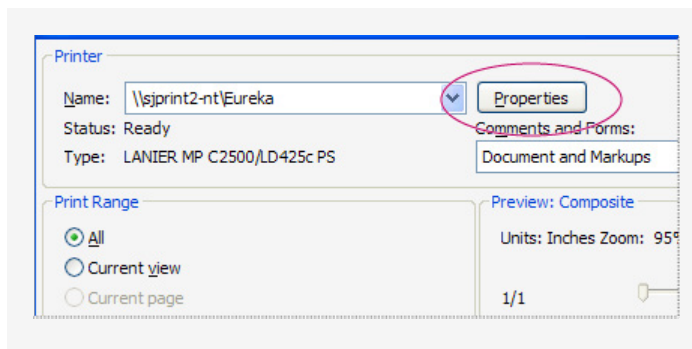 Printer
Name: \\sjprint2-nt\Eureka Properties
Status: Ready Comments and Forms:
Type: LANIER MP C2500/LD425c PS Document and Markups
Print Range Preview: Composite
All Units: Inches Zoom: 95%
Current view
Current page 1/1